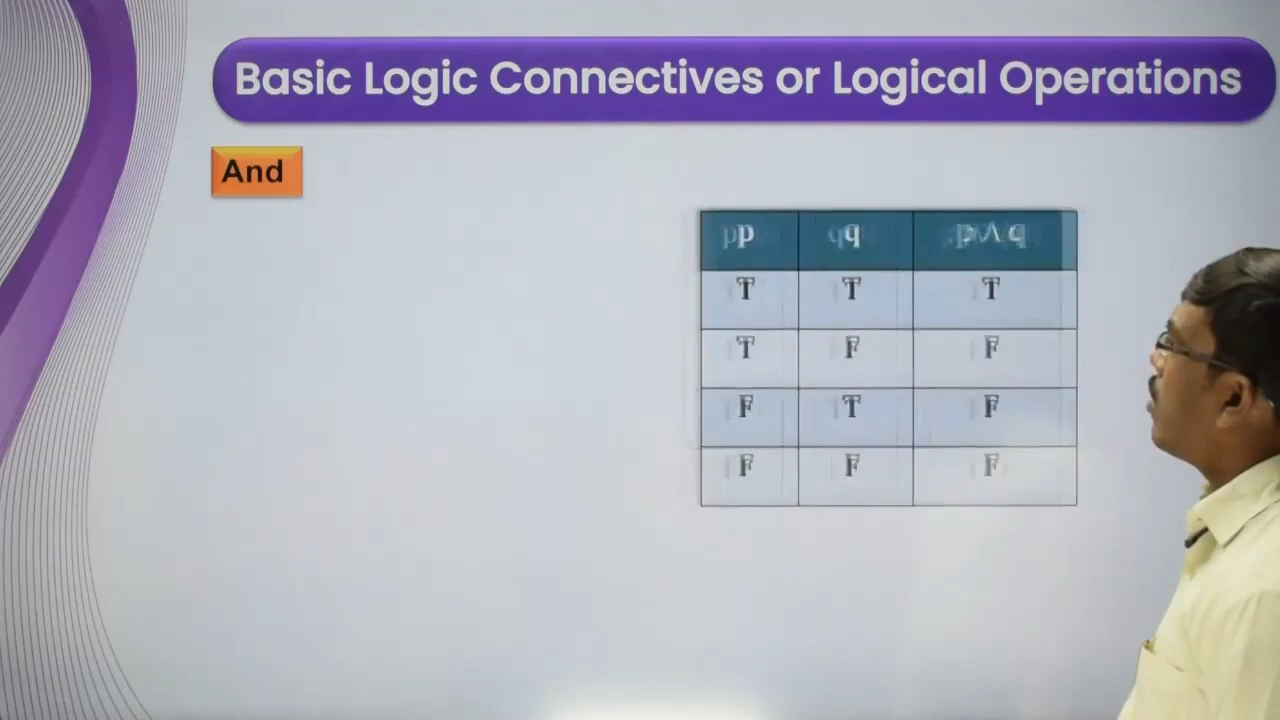 Basic Logic Connectives or Logical Operations
And
p q p ∧ q
T T T
T F F
F T F
F F F